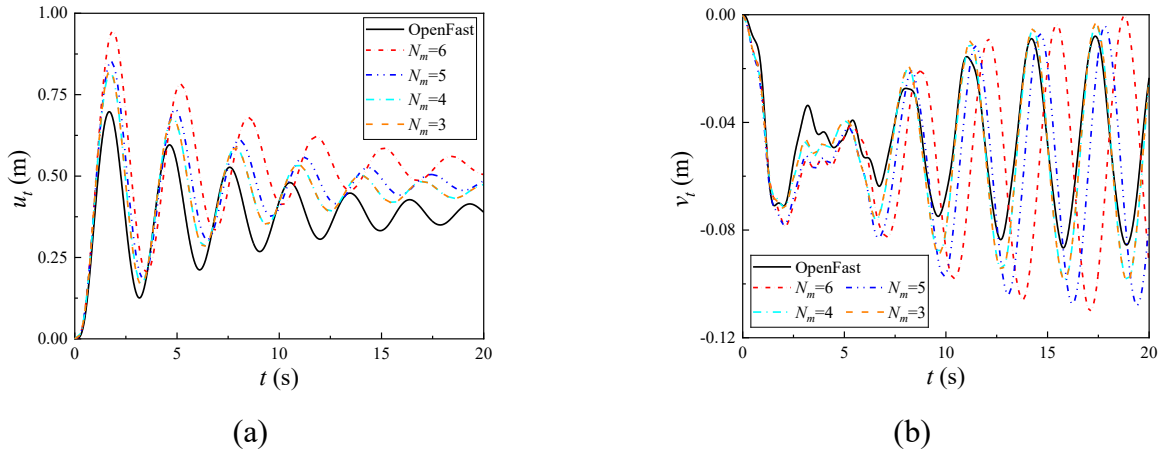 1.00
0.75
0.50
0.25
0.00
u_t (m)
0 5 10 15 20
t (s)
OpenFast
N_m=6
N_m=5
N_m=4
N_m=3
(a)
0.00
-0.04
-0.08
-0.12
v_t (m)
0 5 10 15 20
t (s)
OpenFast
N_m=6 N_m=5
N_m=4 N_m=3
(b)